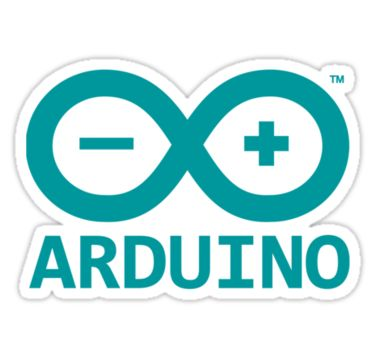 ™
− +
ARDUINO